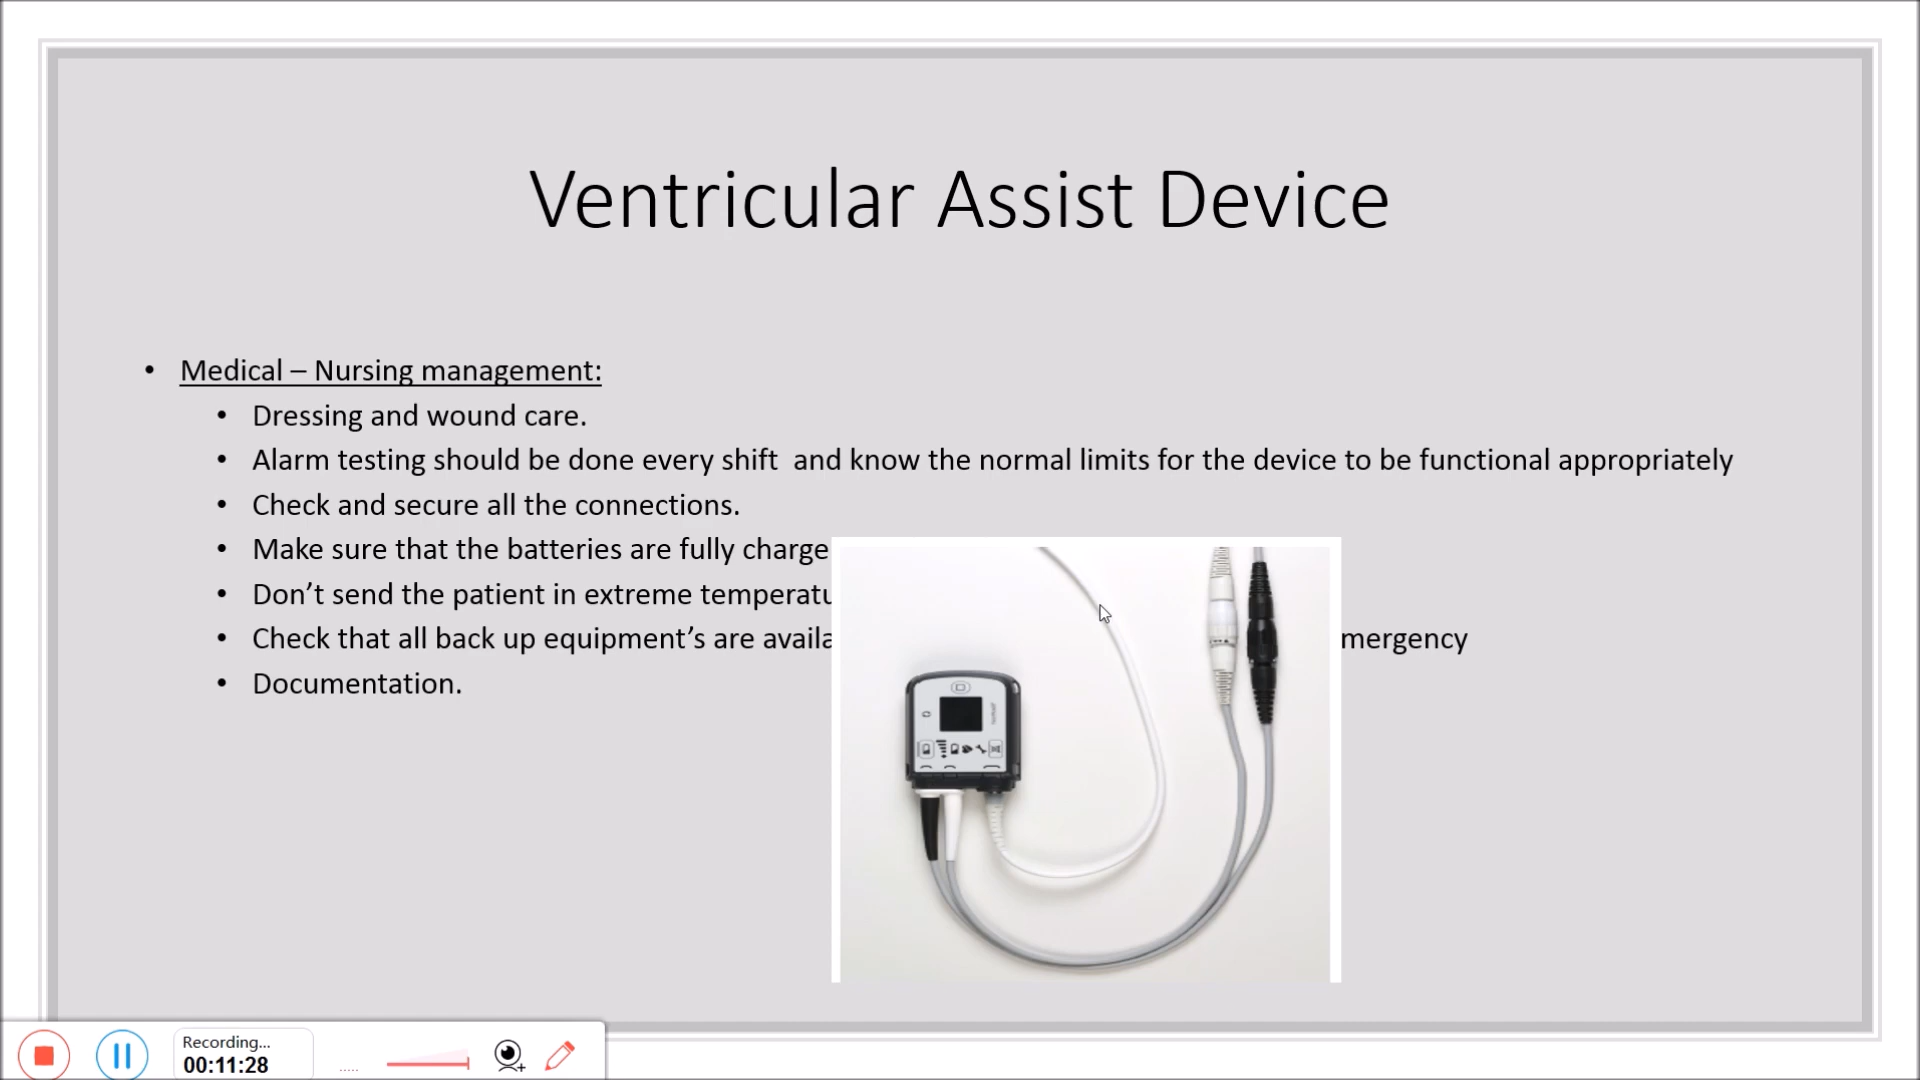 Ventricular Assist Device
• Medical – Nursing management:
• Dressing and wound care.
• Alarm testing should be done every shift  and know the normal limits for the device to be functional appropriately
• Check and secure all the connections.
• Make sure that the batteries are fully charge
• Don’t send the patient in extreme
• Check that all back up equipment’s are
• Documentation.
Recording...
00:11:28